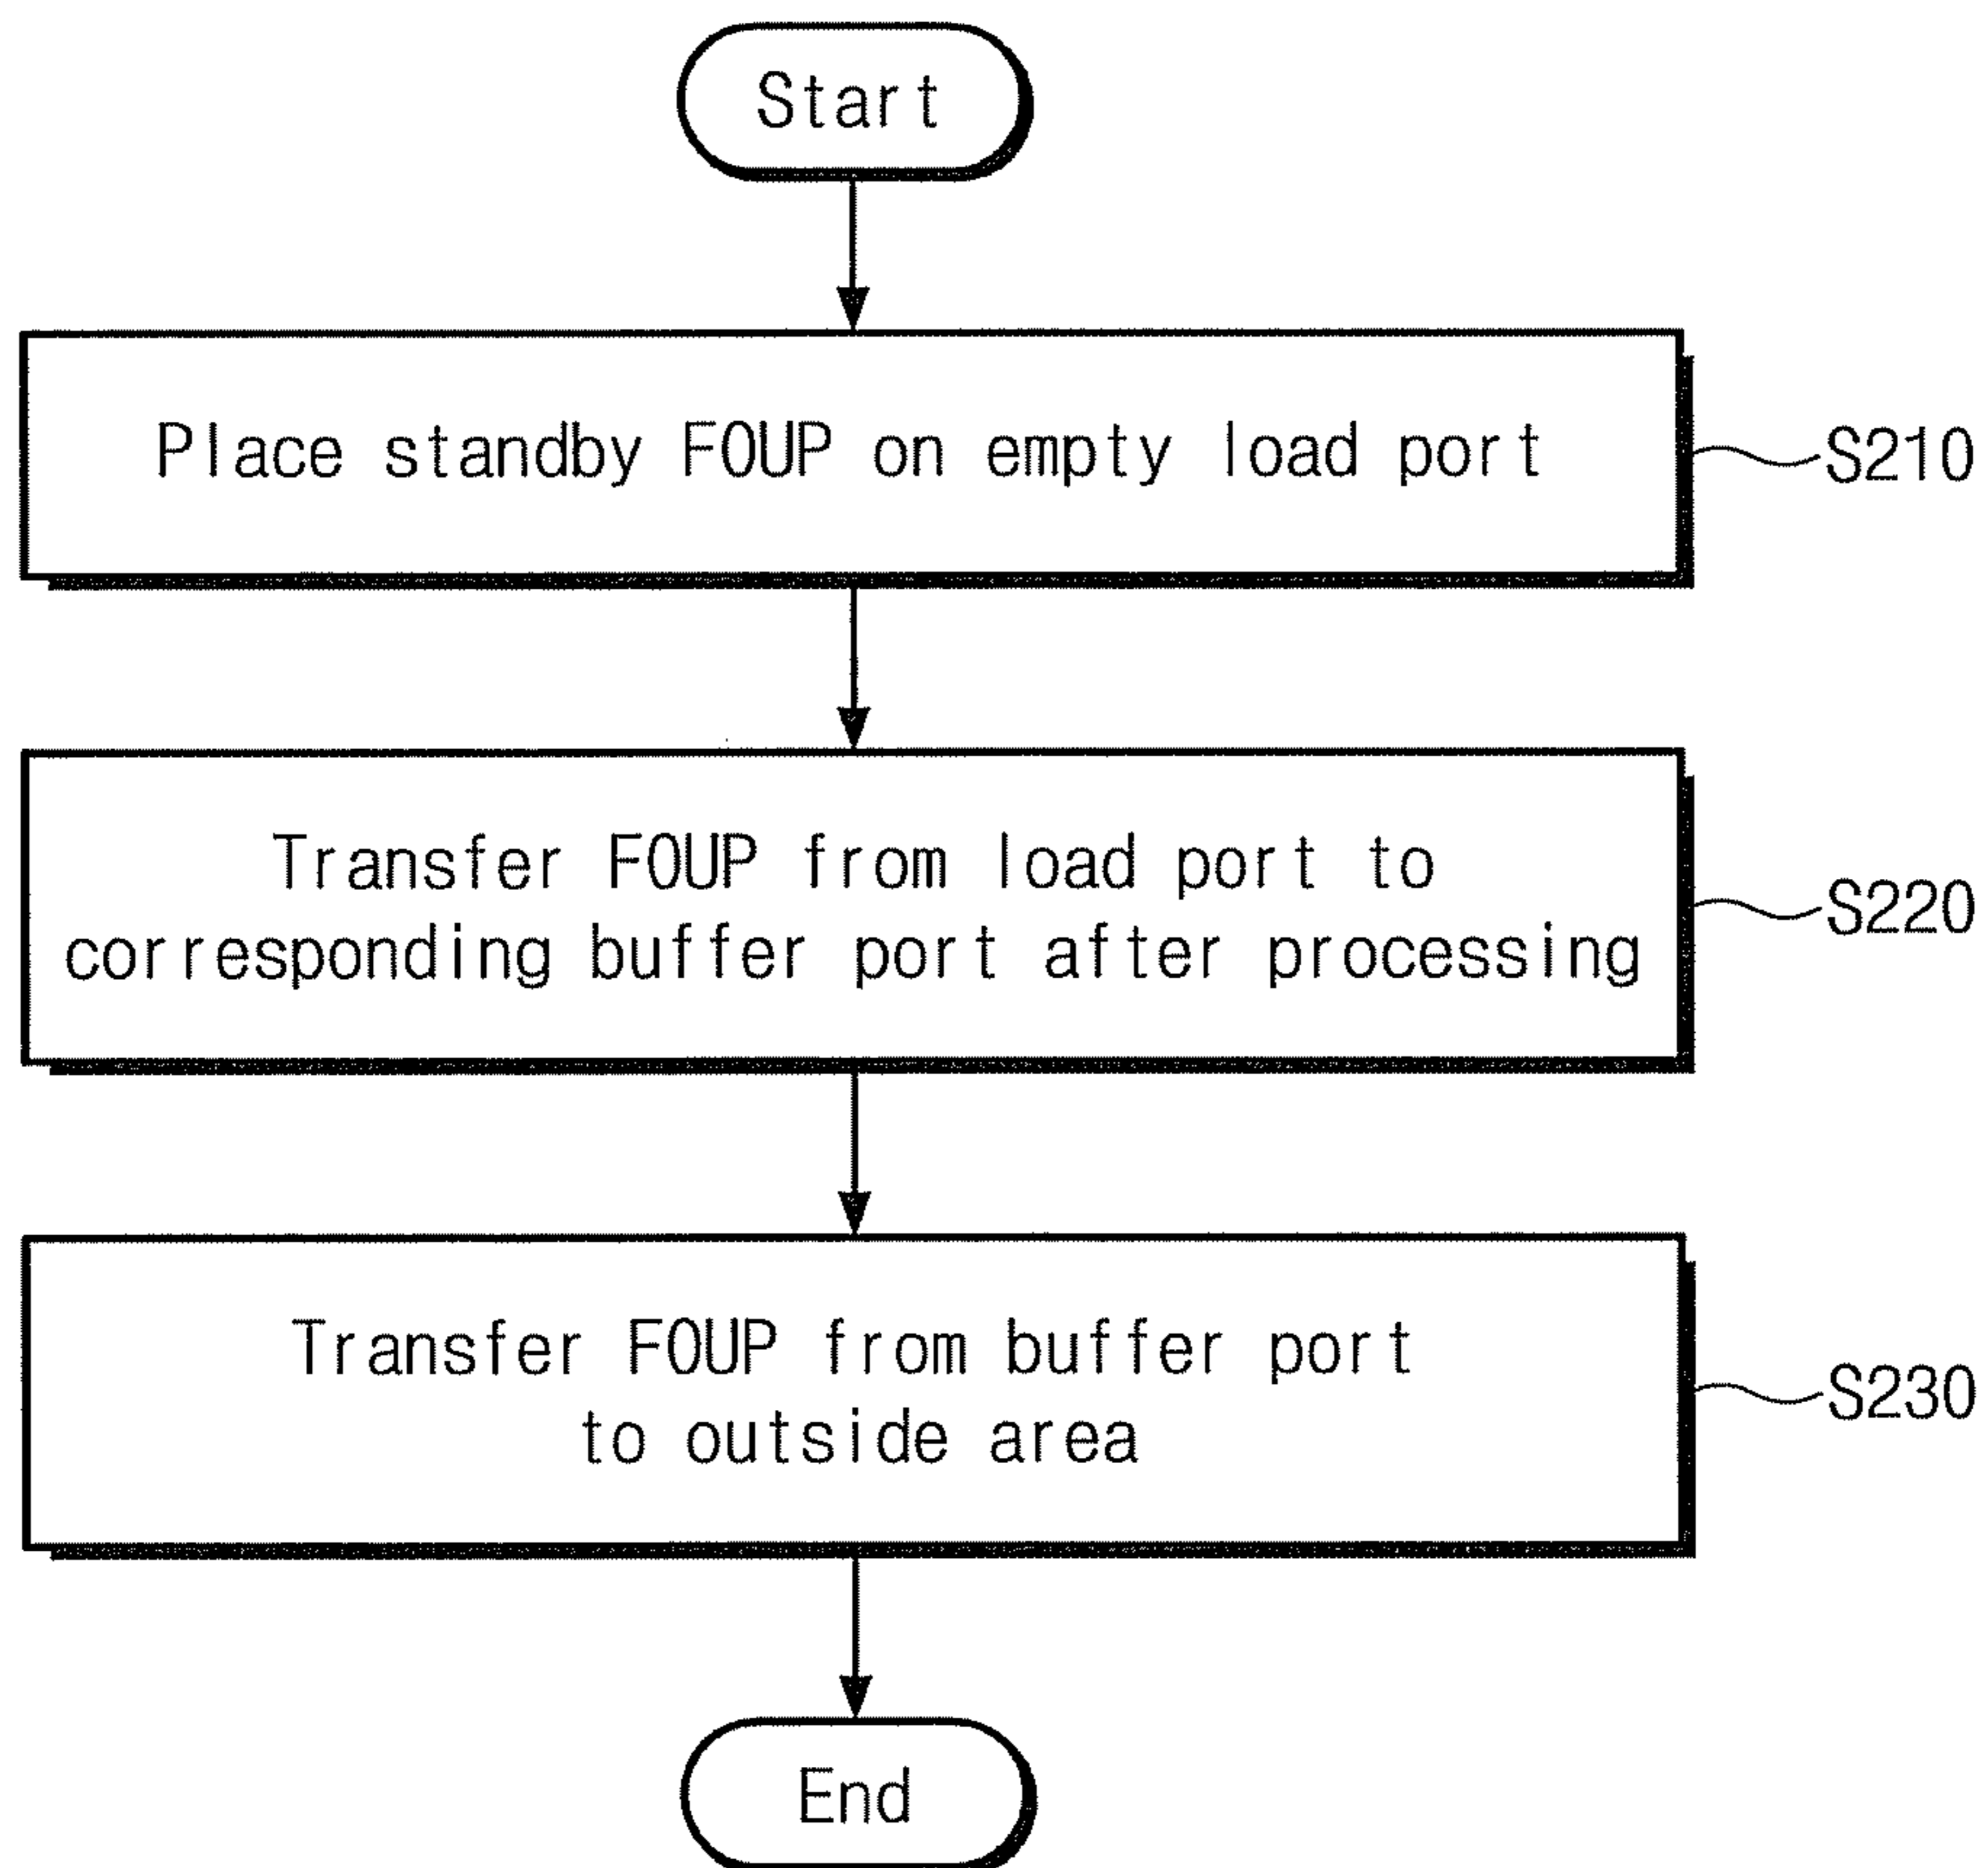 Start
Place standby FOUP on empty load port
S210
Transfer FOUP from load port to
corresponding buffer port after processing
S220
Transfer FOUP from buffer port
to outside area
S230
End